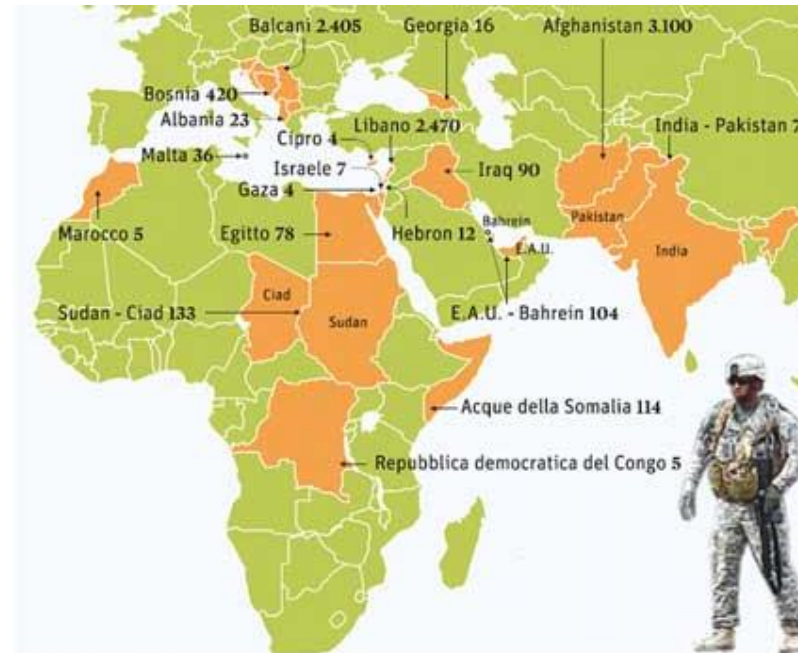 Balcani 2.405
Georgia 16
Afghanistan 3.100
Bosnia 420
Albania 23
Libano 2.470
India - Pakistan 7
Cipro 4
Malta 36
Israele 7
Iraq 90
Gaza 4
Marocco 5
Egitto 78
Hebron 12
Bahrein
Pakistan
E.A.U.
India
Ciad
Sudan - Ciad 133
Sudan
E.A.U. - Bahrein 104
Acque della Somalia 114
Repubblica democratica del Congo 5